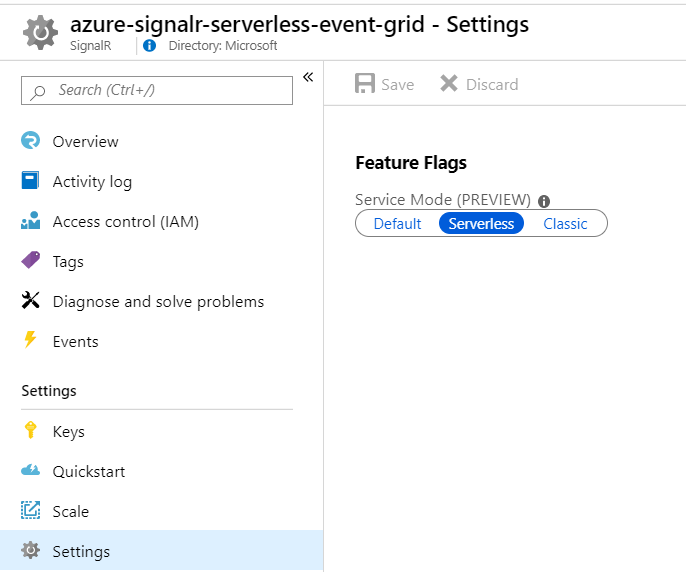 azure-signalr-serverless-event-grid - Settings
SignalR
Directory: Microsoft
Search (Ctrl+/)
Overview
Activity log
Access control (IAM)
Tags
Diagnose and solve problems
Events
Settings
Keys
Quickstart
Scale
Settings
Save
Discard
Feature Flags
Service Mode (PREVIEW)
Default
Serverless
Classic